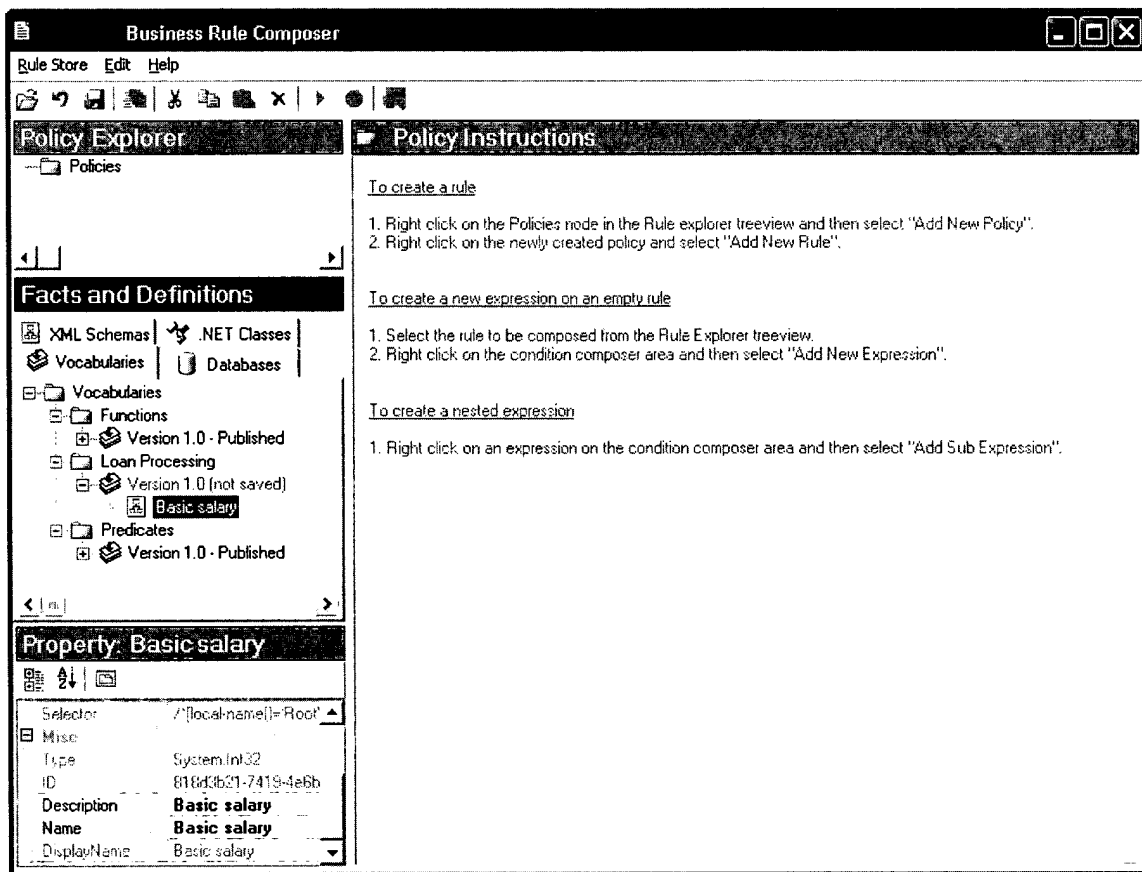 Business Rule Composer
Rule Store Edit Help
Policy Explorer
Policies
Facts and Definitions
XML Schemas .NET Classes
Vocabularies Databases
Vocabularies
Functions
Version 1.0 - Published
Loan Processing
Version 1.0 (not saved)
Basic salary
Predicates
Version 1.0 - Published
Property: Basic salary
Selector /*[local-name()='Root'
Misc
Type System.Int32
ID 818d3b21-7419-4e6b
Description Basic salary
Name Basic salary
DisplayName Basic salary
Policy Instructions
To create a rule
1. Right click on the Policies node in the Rule explorer treeview and then select "Add New Policy".
2. Right click on the newly created policy and select "Add New Rule".
To create a new expression on an empty rule
1. Select the rule to be composed from the Rule Explorer treeview.
2. Right click on the condition composer area and then select "Add New Expression".
To create a nested expression
1. Right click on an expression on the condition composer area and then select "Add Sub Expression".